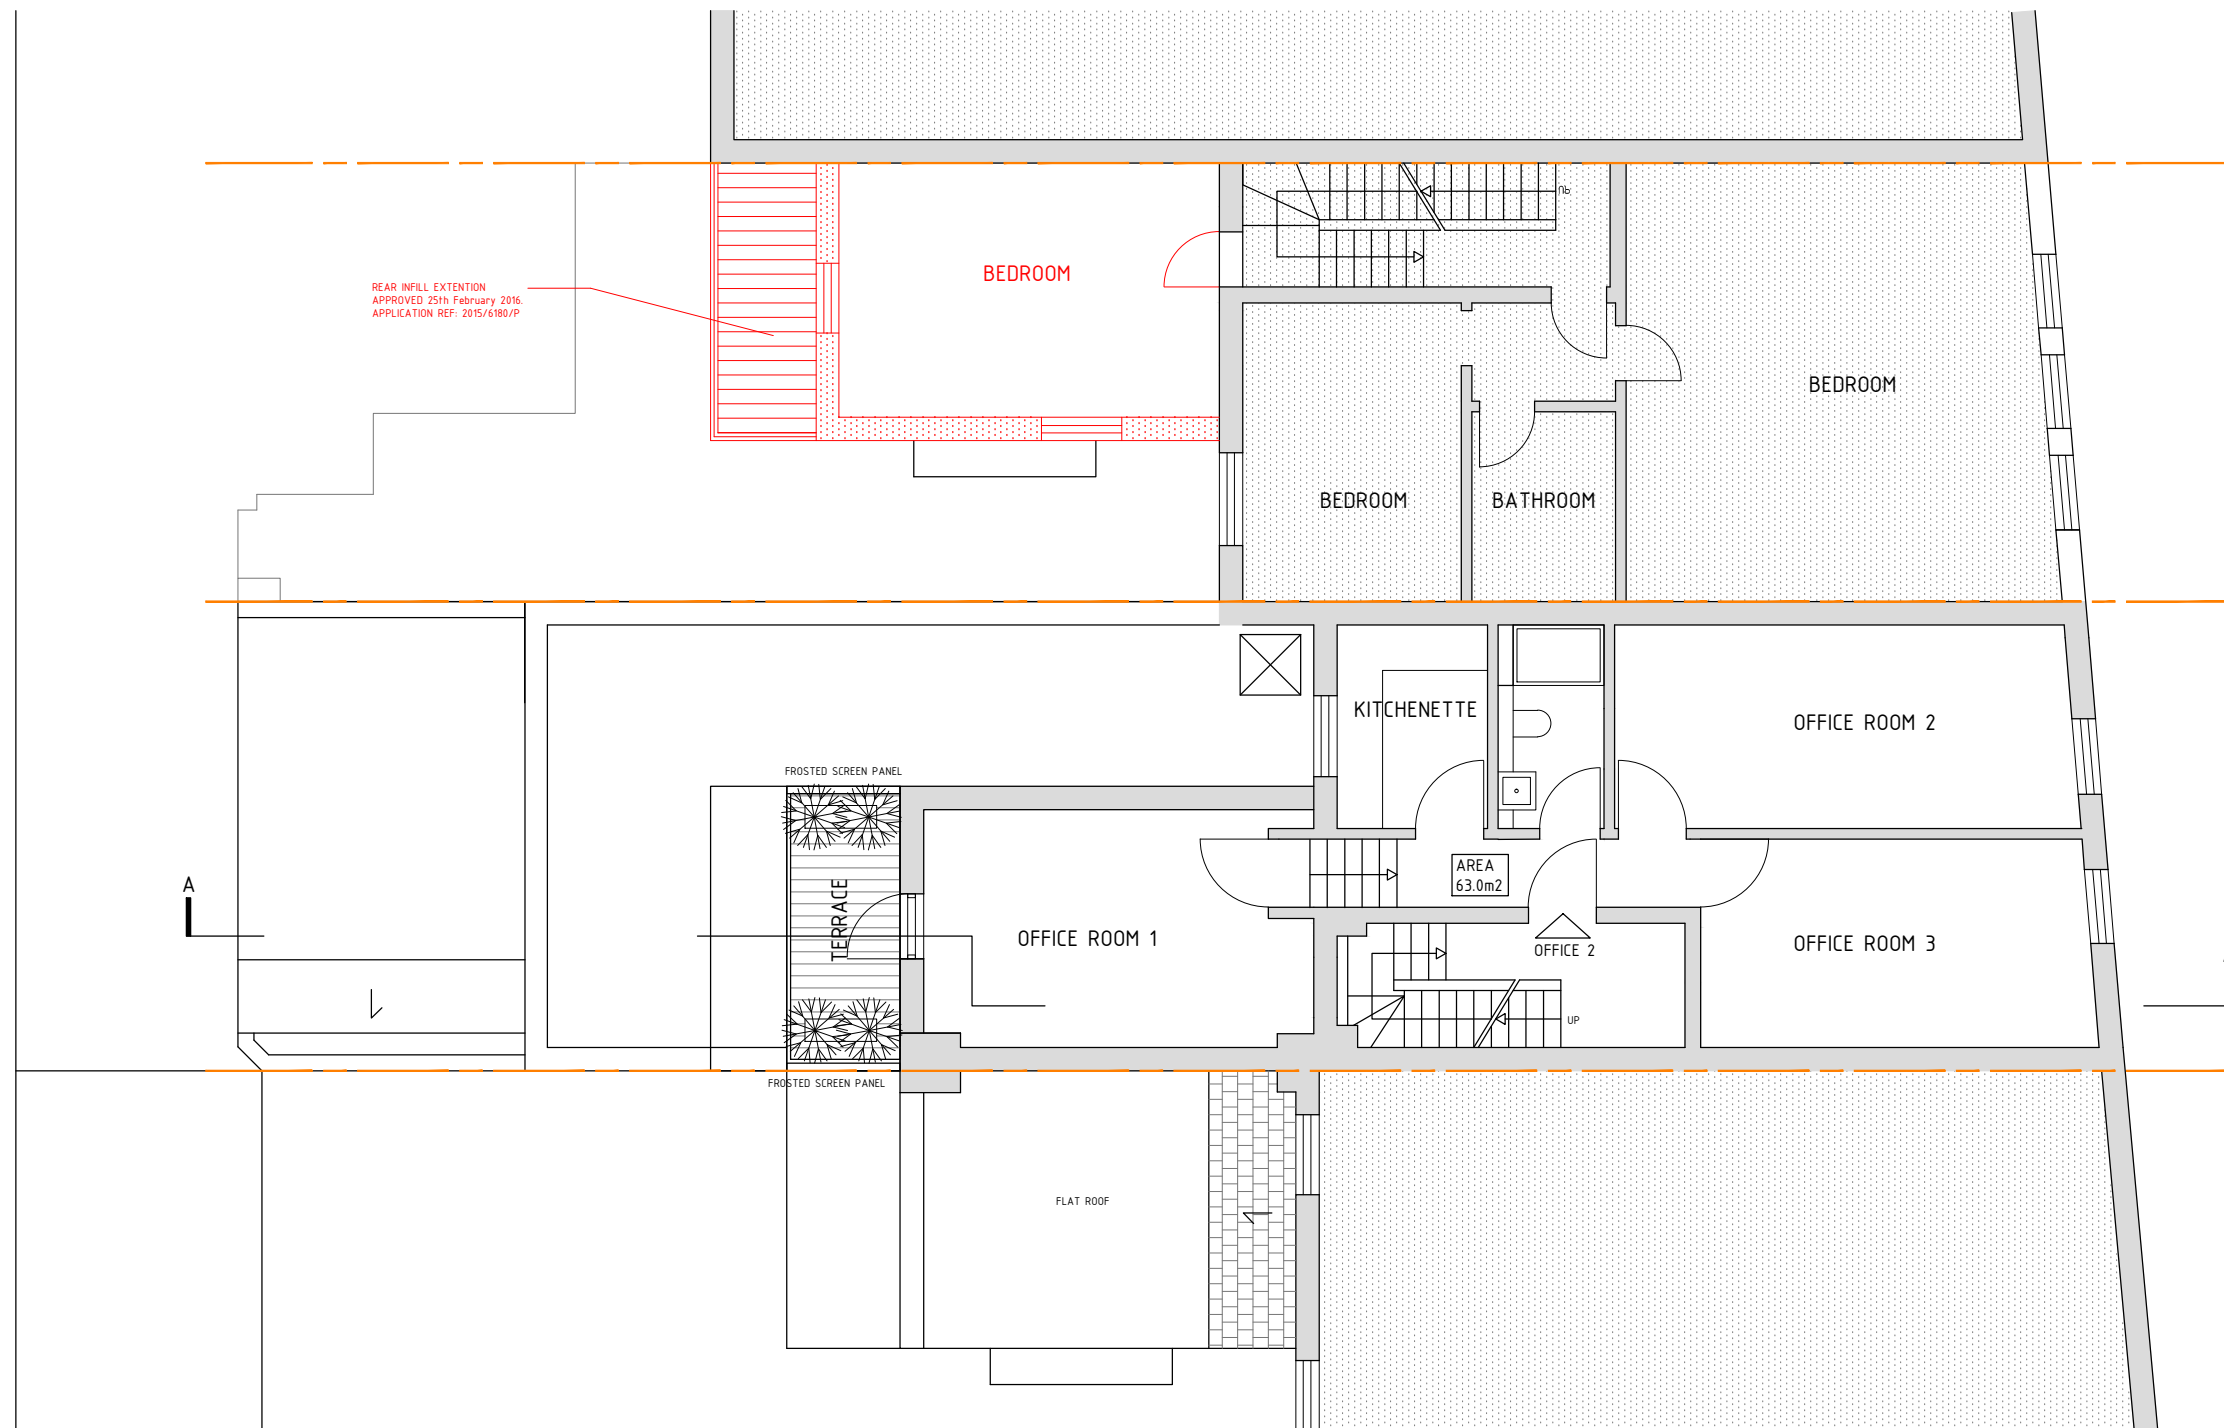 UP
BEDROOM
REAR INFILL EXTENTION
APPROVED 25th February 2016.
APPLICATION REF: 2015/6180/P
BEDROOM
BEDROOM
BATHROOM
KITCHENETTE
OFFICE ROOM 2
FROSTED SCREEN PANEL
AREA
63.0m2
A
TERRACE
OFFICE ROOM 1
OFFICE 2
OFFICE ROOM 3
UP
FROSTED SCREEN PANEL
FLAT ROOF